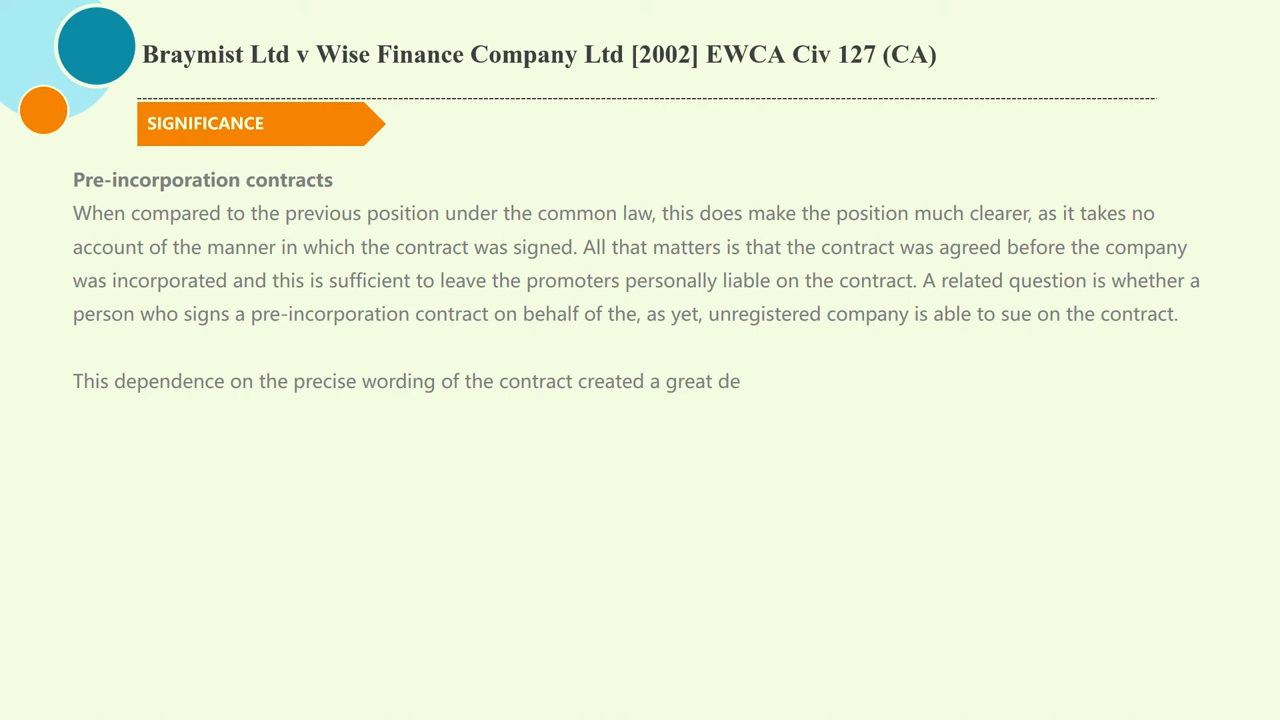 Braymist Ltd v Wise Finance Company Ltd [2002] EWCA Civ 127 (CA)
SIGNIFICANCE
Pre-incorporation contracts
When compared to the previous position under the common law, this does make the position much clearer, as it takes no
account of the manner in which the contract was signed. All that matters is that the contract was agreed before the company
was incorporated and this is sufficient to leave the promoters personally liable on the contract. A related question is whether a
person who signs a pre-incorporation contract on behalf of the, as yet, unregistered company is able to sue on the contract.
This dependence on the precise wording of the contract created a great de